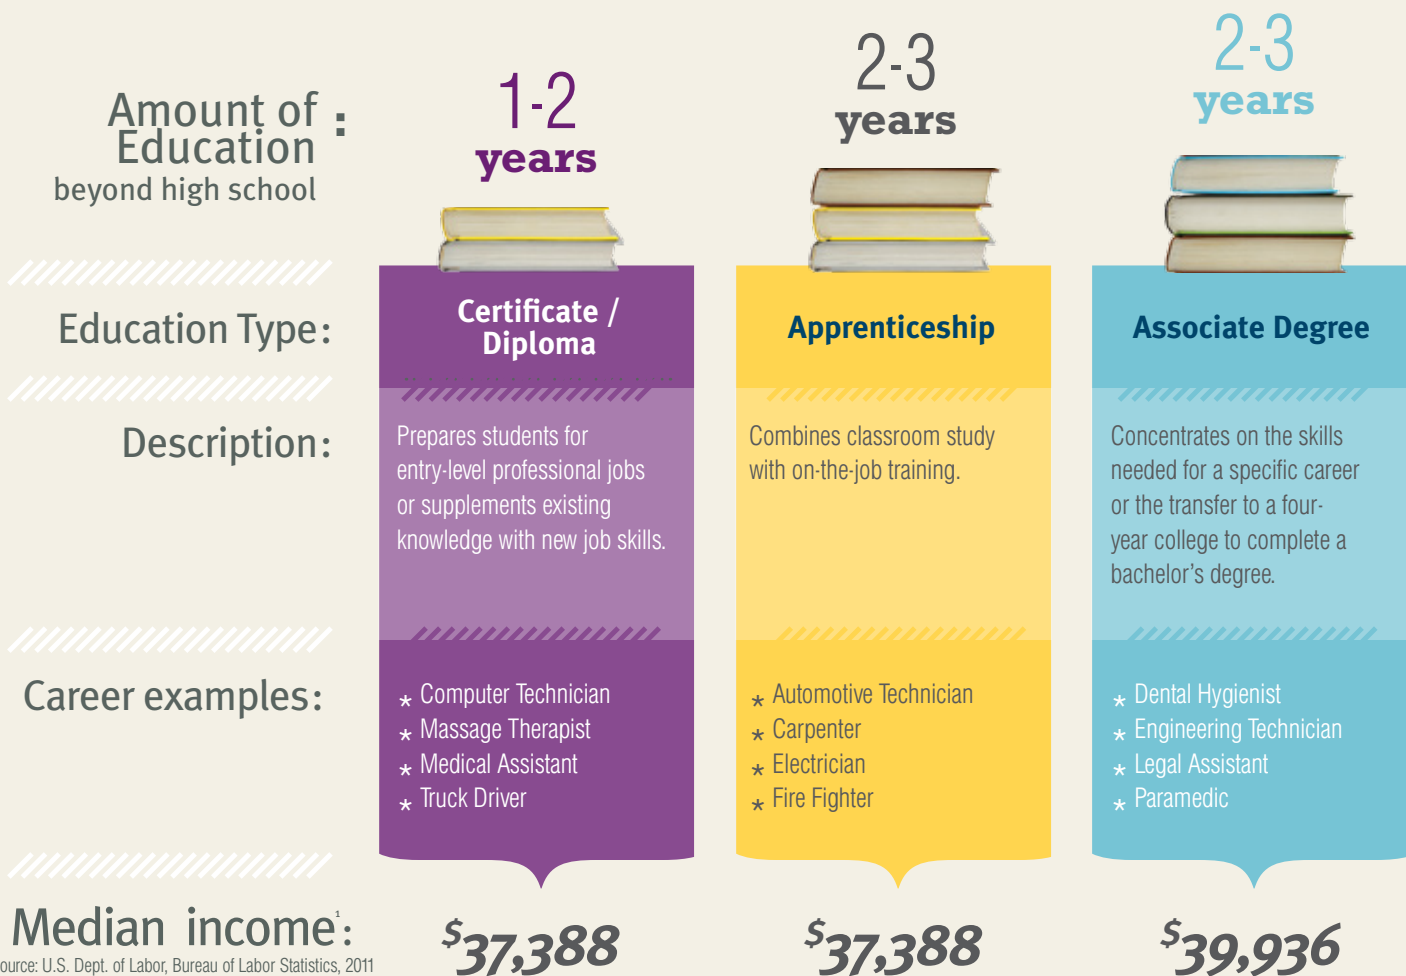 Amount of
Education
beyond high school
:
1-2
years
2-3
years
2-3
years
Education Type:
Certificate /
Diploma
Apprenticeship
Associate Degree
Description:
Prepares students for
entry-level professional jobs
or supplements existing
knowledge with new job skills.
Combines classroom study
with on-the-job training.
Concentrates on the skills
needed for a specific career
or the transfer to a four-
year college to complete a
bachelor's degree.
Career examples:
* Computer Technician
* Massage Therapist
* Medical Assistant
* Truck Driver
* Automotive Technician
* Carpenter
* Electrician
* Fire Fighter
* Dental Hygienist
* Engineering Technician
* Legal Assistant
* Paramedic
Median income¹:
ource: U.S. Dept. of Labor, Bureau of Labor Statistics, 2011
$37,388
$37,388
$39,936